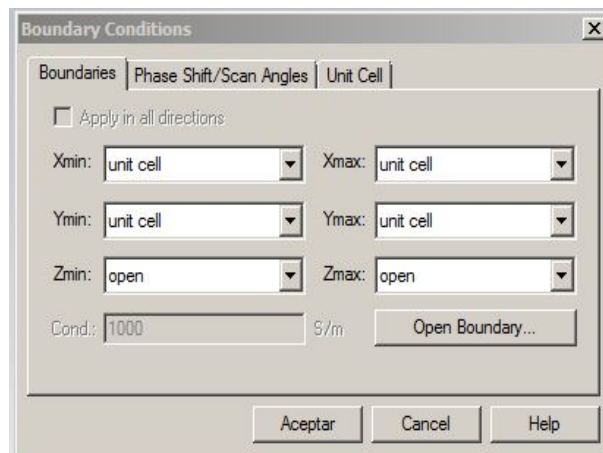 Boundary Conditions
Boundaries Phase Shift/Scan Angles Unit Cell
Apply in all directions
Xmin: unit cell Xmax: unit cell
Ymin: unit cell Ymax: unit cell
Zmin: open Zmax: open
Cond.: 1000 S/m Open Boundary...
Aceptar Cancel Help